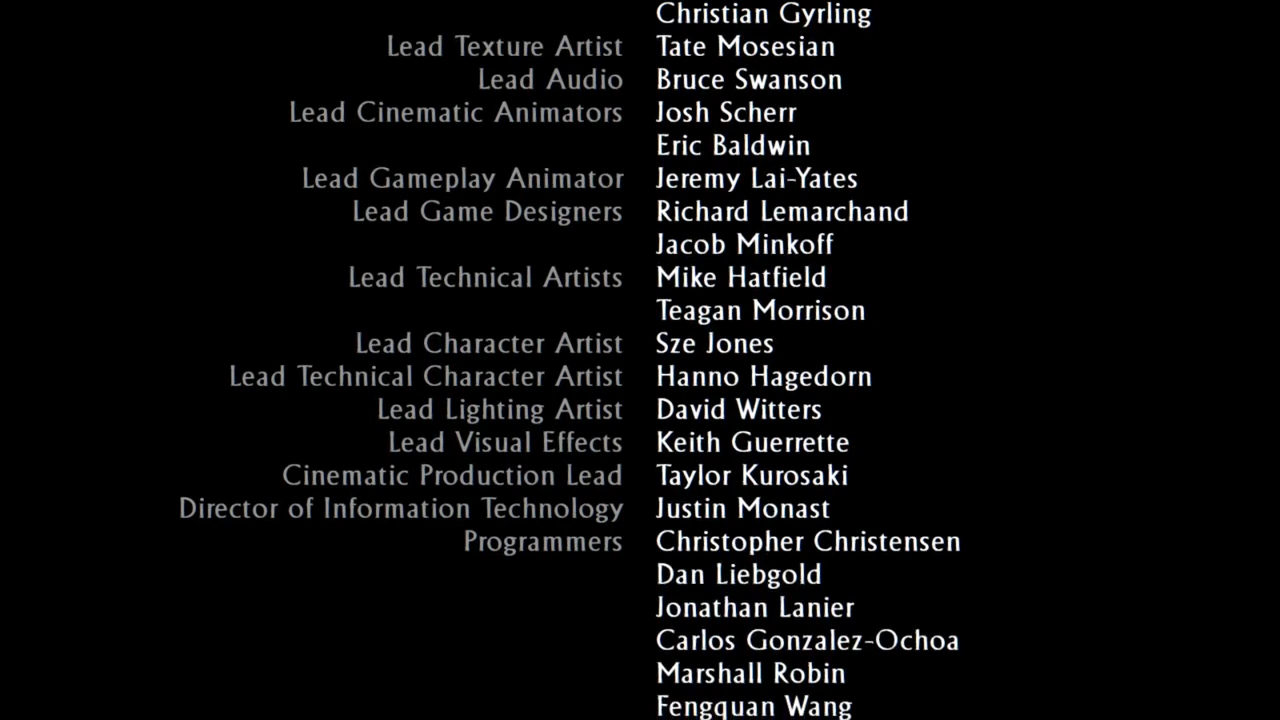 Christian Gyrling
Lead Texture Artist Tate Mosesian
Lead Audio Bruce Swanson
Lead Cinematic Animators Josh Scherr
Eric Baldwin
Lead Gameplay Animator Jeremy Lai-Yates
Lead Game Designers Richard Lemarchand
Jacob Minkoff
Lead Technical Artists Mike Hatfield
Teagan Morrison
Lead Character Artist Sze Jones
Lead Technical Character Artist Hanno Hagedorn
Lead Lighting Artist David Witters
Lead Visual Effects Keith Guerrette
Cinematic Production Lead Taylor Kurosaki
Director of Information Technology Justin Monast
Programmers Christopher Christensen
Dan Liebgold
Jonathan Lanier
Carlos Gonzalez-Ochoa
Marshall Robin
Fengquan Wang